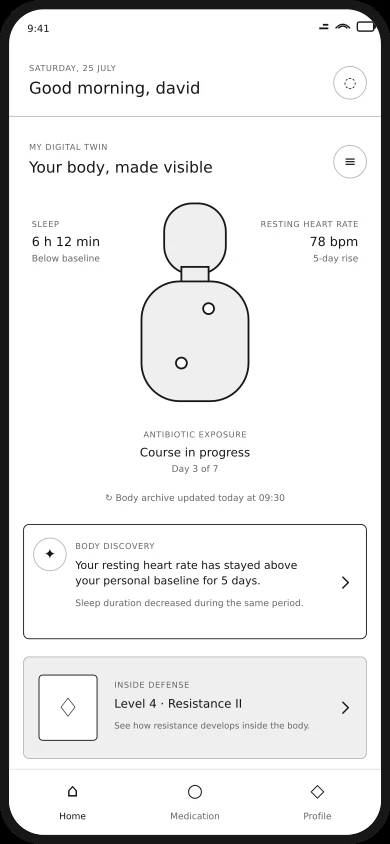 9:41
SATURDAY, 25 JULY
Good morning, david
MY DIGITAL TWIN
Your body, made visible
SLEEP
6 h 12 min
Below baseline
RESTING HEART RATE
78 bpm
5-day rise
ANTIBIOTIC EXPOSURE
Course in progress
Day 3 of 7
↻ Body archive updated today at 09:30
BODY DISCOVERY
Your resting heart rate has stayed above
your personal baseline for 5 days.
Sleep duration decreased during the same period.
INSIDE DEFENSE
Level 4 · Resistance II
See how resistance develops inside the body.
Home
Medication
Profile